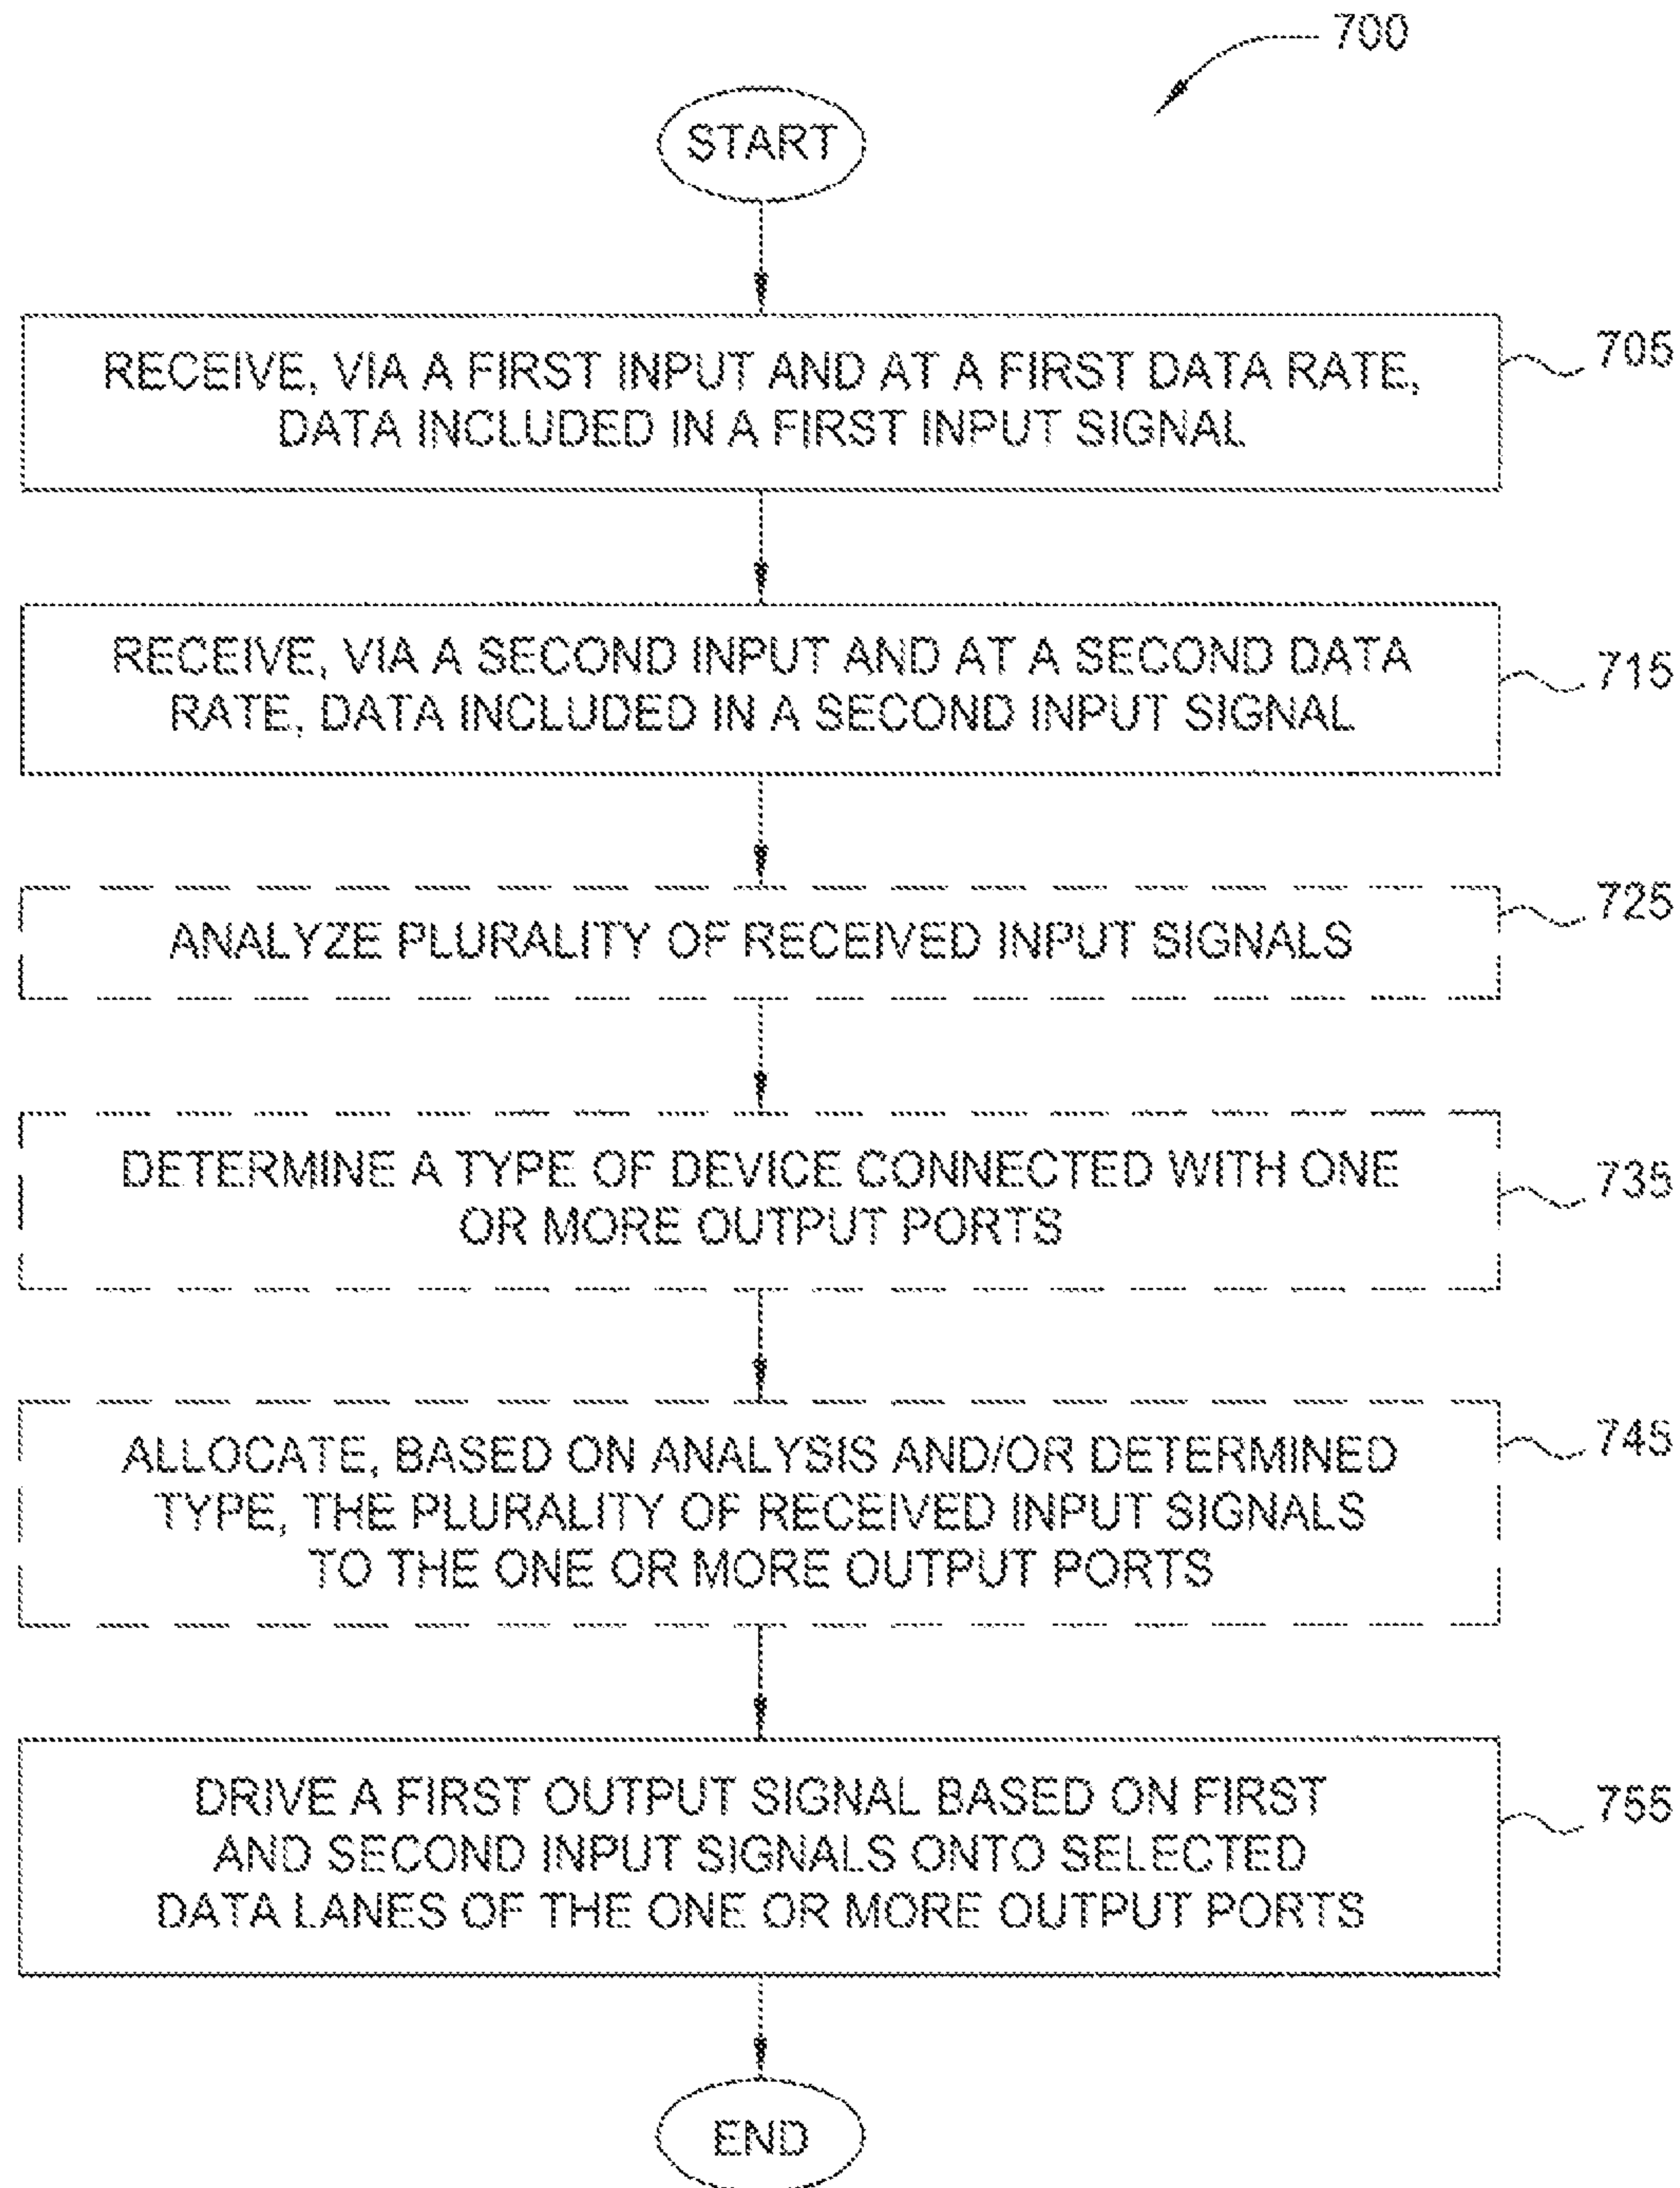 700
START
RECEIVE, VIA A FIRST INPUT AND AT A FIRST DATA RATE,
DATA INCLUDED IN A FIRST INPUT SIGNAL
705
RECEIVE, VIA A SECOND INPUT AND AT A SECOND DATA
RATE, DATA INCLUDED IN A SECOND INPUT SIGNAL
715
ANALYZE PLURALITY OF RECEIVED INPUT SIGNALS
725
DETERMINE A TYPE OF DEVICE CONNECTED WITH ONE
OR MORE OUTPUT PORTS
735
ALLOCATE, BASED ON ANALYSIS AND/OR DETERMINED
TYPE, THE PLURALITY OF RECEIVED INPUT SIGNALS
TO THE ONE OR MORE OUTPUT PORTS
745
DRIVE A FIRST OUTPUT SIGNAL BASED ON FIRST
AND SECOND INPUT SIGNALS ONTO SELECTED
DATA LANES OF THE ONE OR MORE OUTPUT PORTS
755
END